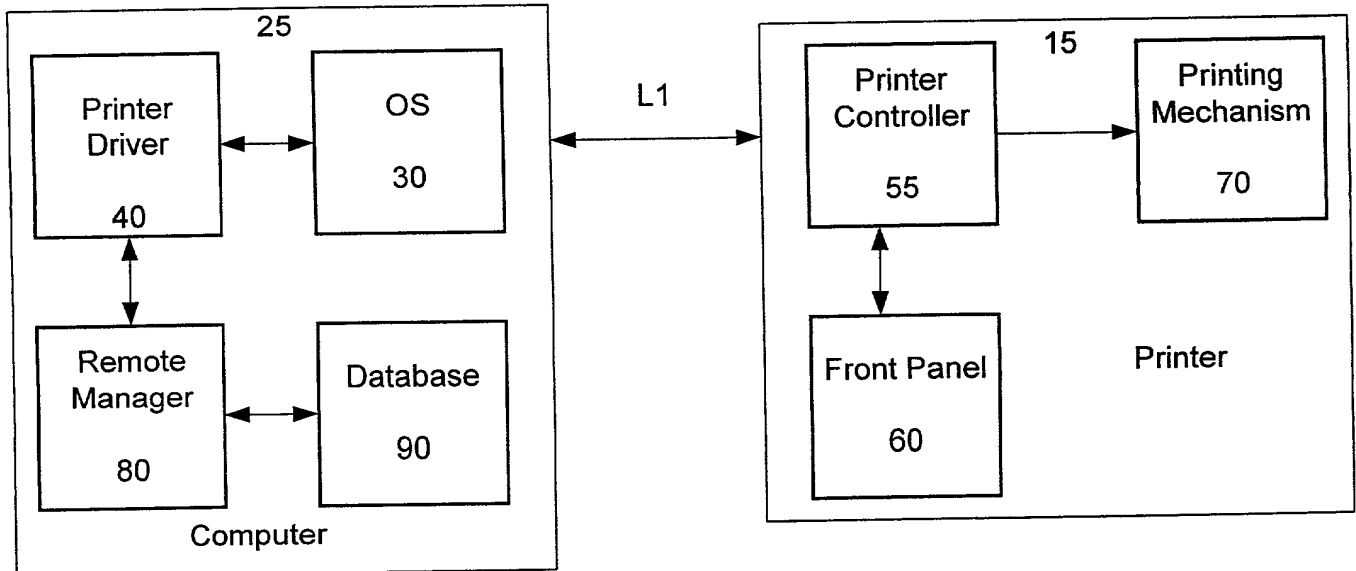 25
Printer
Driver
40
OS
30
Remote
Manager
80
Database
90
Computer
L1
15
Printer
Controller
55
Printing
Mechanism
70
Front Panel
60
Printer